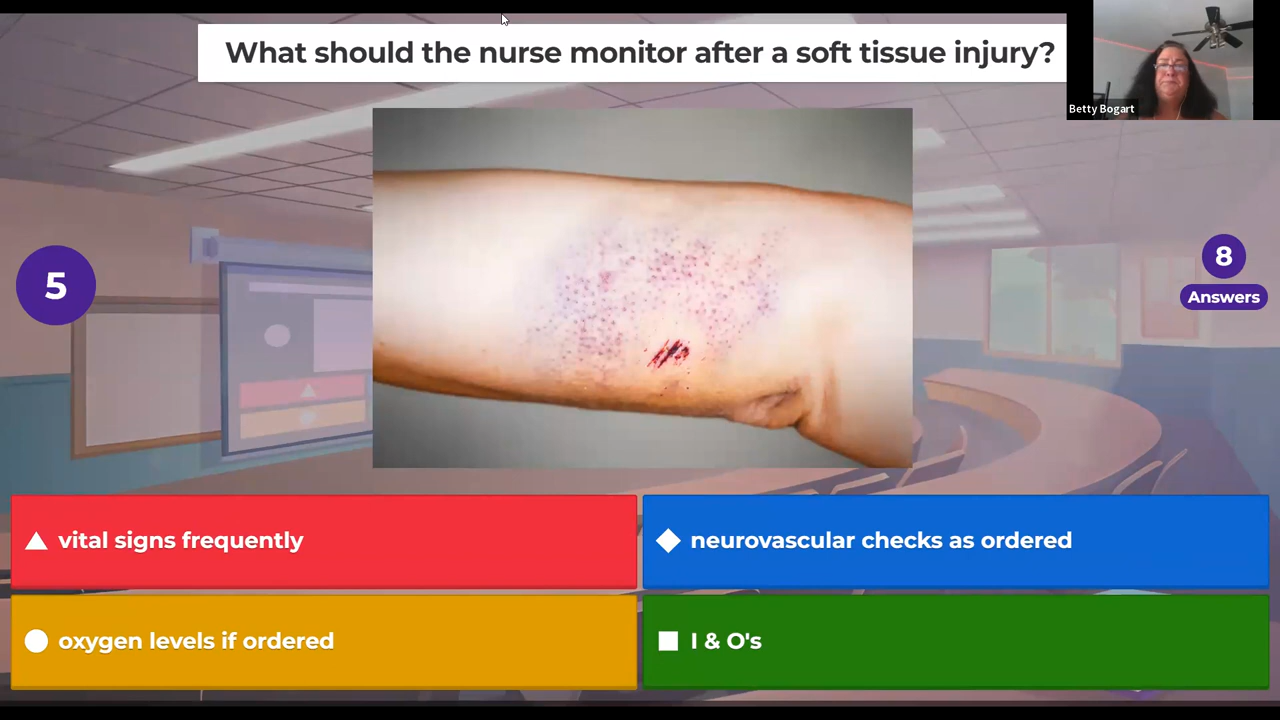 What should the nurse monitor after a soft tissue injury?
Betty Bogart
5
8
Answers
vital signs frequently
neurovascular checks as ordered
oxygen levels if ordered
I & O's